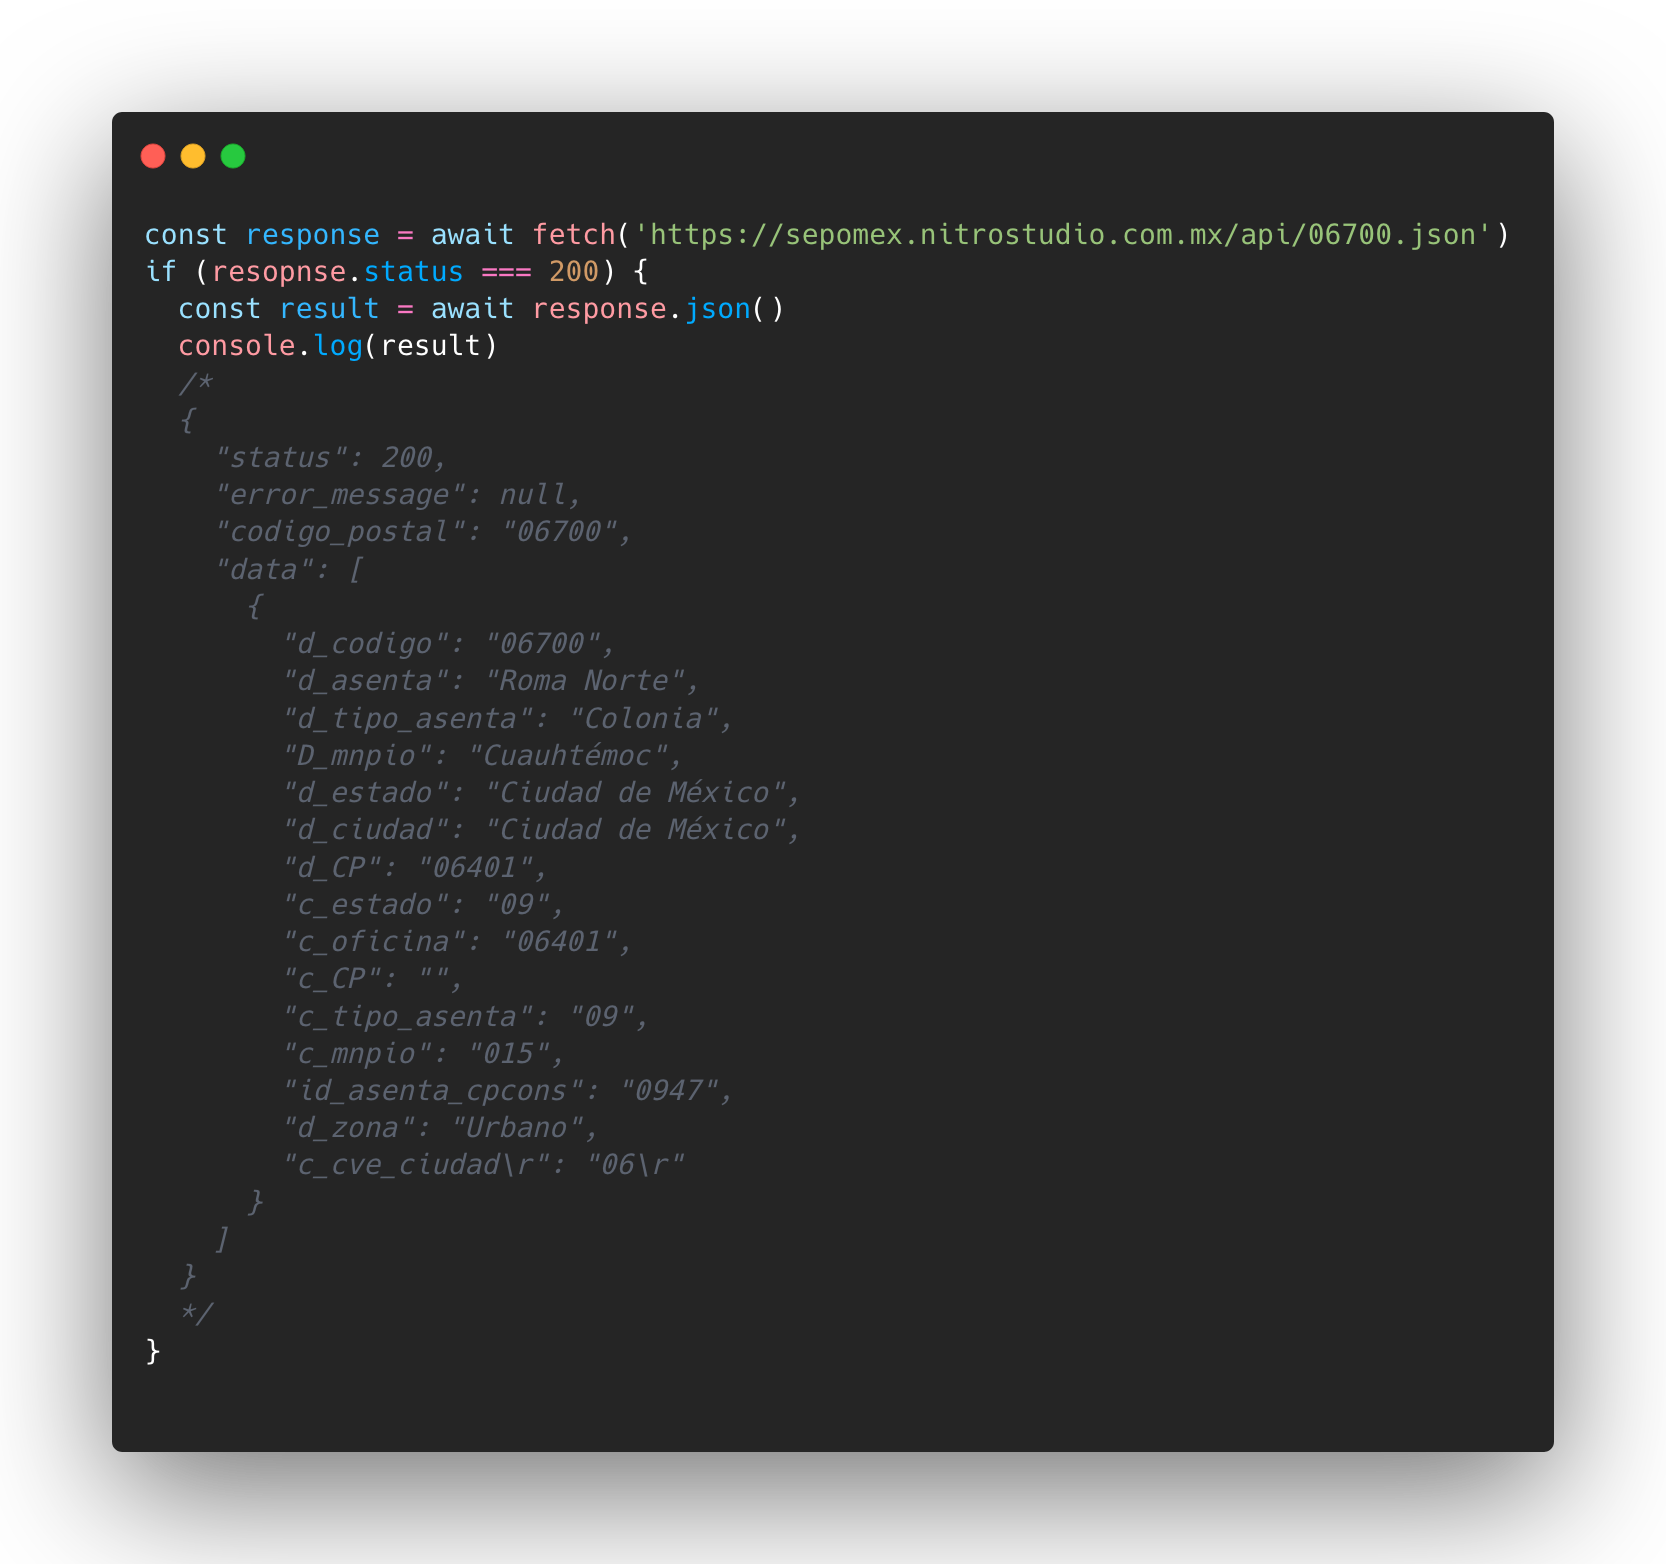 const response = await fetch('https://sepomex.nitrostudio.com.mx/api/06700.json')
if (resopnse.status === 200) {
  const result = await response.json()
  console.log(result)
  /*
  {
    "status": 200,
    "error_message": null,
    "codigo_postal": "06700",
    "data": [
      {
        "d_codigo": "06700",
        "d_asenta": "Roma Norte",
        "d_tipo_asenta": "Colonia",
        "D_mnpio": "Cuauhtémoc",
        "d_estado": "Ciudad de México",
        "d_ciudad": "Ciudad de México",
        "d_CP": "06401",
        "c_estado": "09",
        "c_oficina": "06401",
        "c_CP": "",
        "c_tipo_asenta": "09",
        "c_mnpio": "015",
        "id_asenta_cpcons": "0947",
        "d_zona": "Urbano",
        "c_cve_ciudad\r": "06\r"
      }
    ]
  }
  */
}